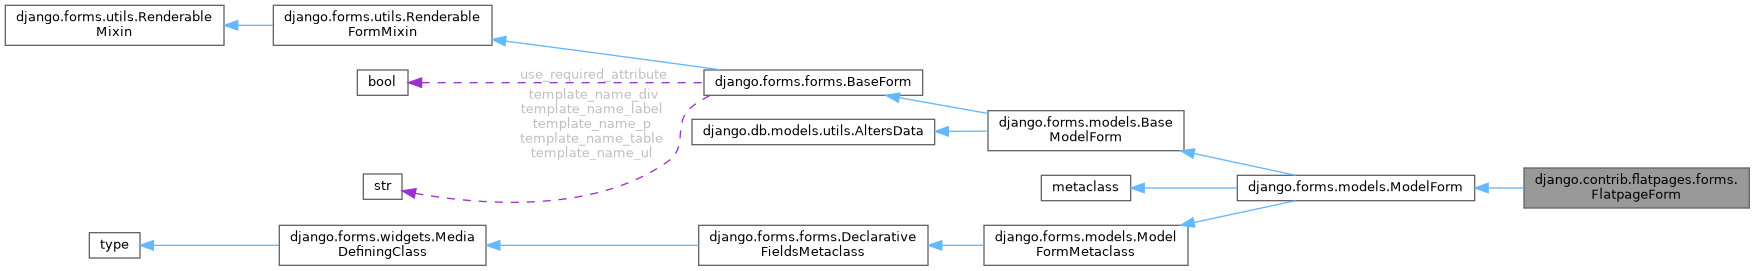 django.forms.utils.Renderable
Mixin
django.forms.utils.Renderable
FormMixin
bool
use_required_attribute
django.forms.forms.BaseForm
template_name_div
template_name_label
template_name_p
template_name_table
template_name_ul
django.db.models.utils.AltersData
django.forms.models.Base
ModelForm
str
metaclass
django.forms.models.ModelForm
django.contrib.flatpages.forms.
FlatpageForm
type
django.forms.widgets.Media
DefiningClass
django.forms.forms.Declarative
FieldsMetaclass
django.forms.models.Model
FormMetaclass